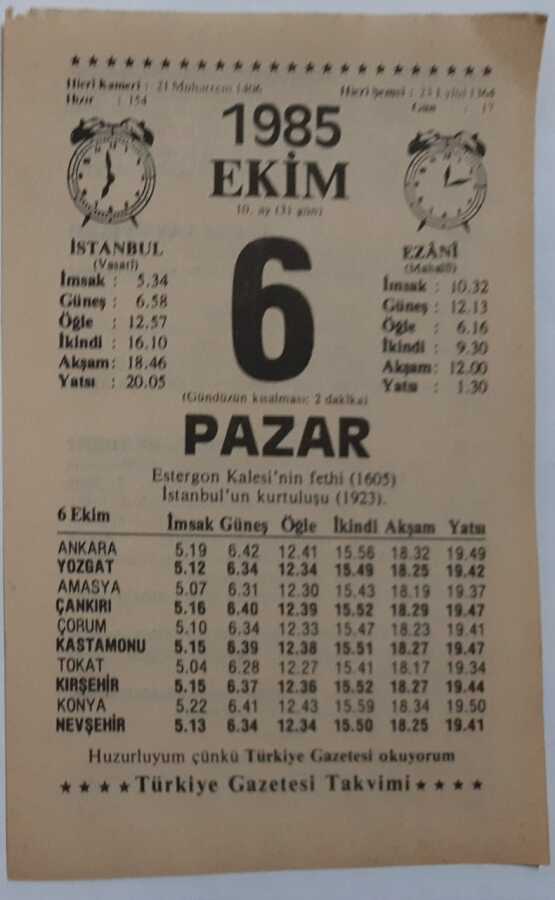 Hicri Kameri : 21 Muharrem 1406
Hızır : 154
Hicri Şemsi : 23 Eylül 1364
Gün : 17
1985
EKİM
10. ay (31 gün)
6
İSTANBUL
(Vasatî)
İmsak : 5.34
Güneş : 6.58
Öğle : 12.57
İkindi : 16.10
Akşam : 18.46
Yatsı : 20.05
EZÂNÎ
(Mahallî)
İmsak : 10.32
Güneş : 12.13
Öğle : 6.16
İkindi : 9.30
Akşam : 12.00
Yatsı : 1.30
(Gündüzün kısalması: 2 dakika)
PAZAR
Estergon Kalesi'nin fethi (1605)
İstanbul'un kurtuluşu (1923).
6 Ekim İmsak Güneş Öğle İkindi Akşam Yatsı
ANKARA 5.19 6.42 12.41 15.56 18.32 19.49
YOZGAT 5.12 6.34 12.34 15.49 18.25 19.42
AMASYA 5.07 6.31 12.30 15.43 18.19 19.37
ÇANKIRI 5.16 6.40 12.39 15.52 18.29 19.47
ÇORUM 5.10 6.34 12.33 15.47 18.23 19.41
KASTAMONU 5.15 6.39 12.38 15.51 18.27 19.47
TOKAT 5.04 6.28 12.27 15.41 18.17 19.34
KIRŞEHİR 5.15 6.37 12.36 15.52 18.27 19.44
KONYA 5.22 6.41 12.43 15.59 18.34 19.50
NEVŞEHİR 5.13 6.34 12.34 15.50 18.25 19.41
Huzurluyum çünkü Türkiye Gazetesi okuyorum
★ ★ ★ ★ Türkiye Gazetesi Takvimi ★ ★ ★ ★